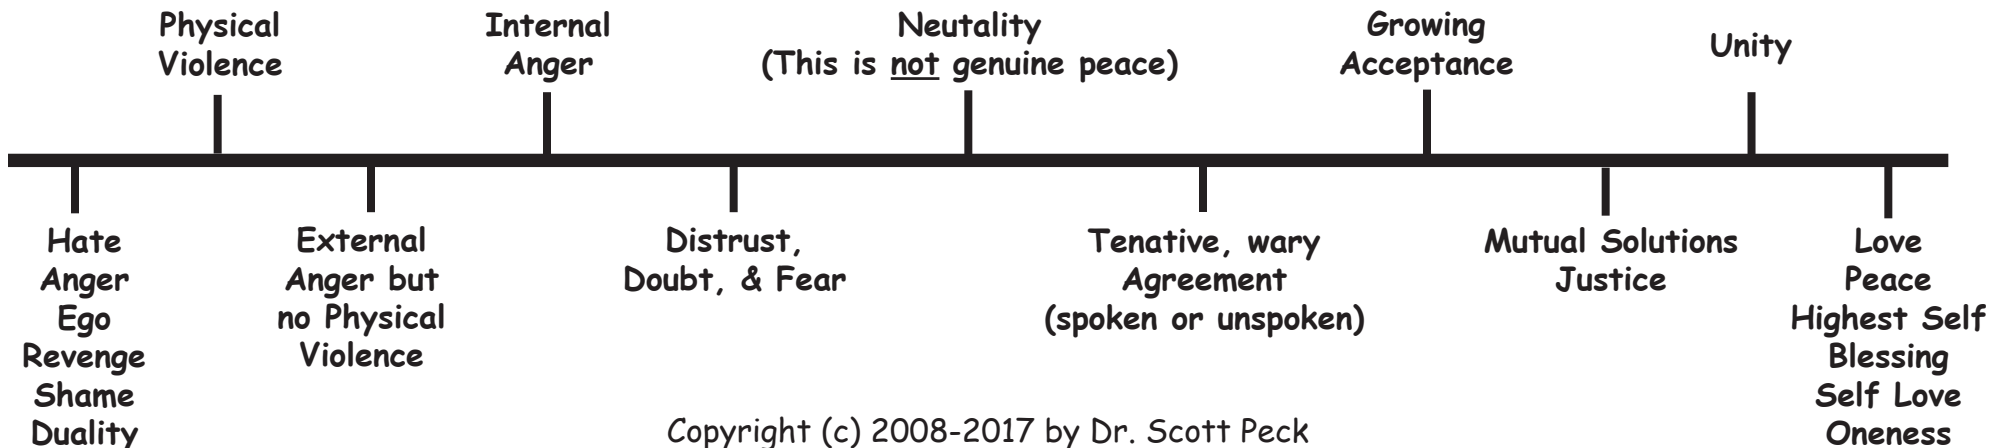 Physical
Violence
Internal
Anger
Neutality
(This is not genuine peace)
Growing
Acceptance
Unity
Hate
Anger
Ego
Revenge
Shame
Duality
External
Anger but
no Physical
Violence
Distrust,
Doubt, & Fear
Tenative, wary
Agreement
(spoken or unspoken)
Mutual Solutions
Justice
Love
Peace
Highest Self
Blessing
Self Love
Oneness
Copyright (c) 2008-2017 by Dr. Scott Peck